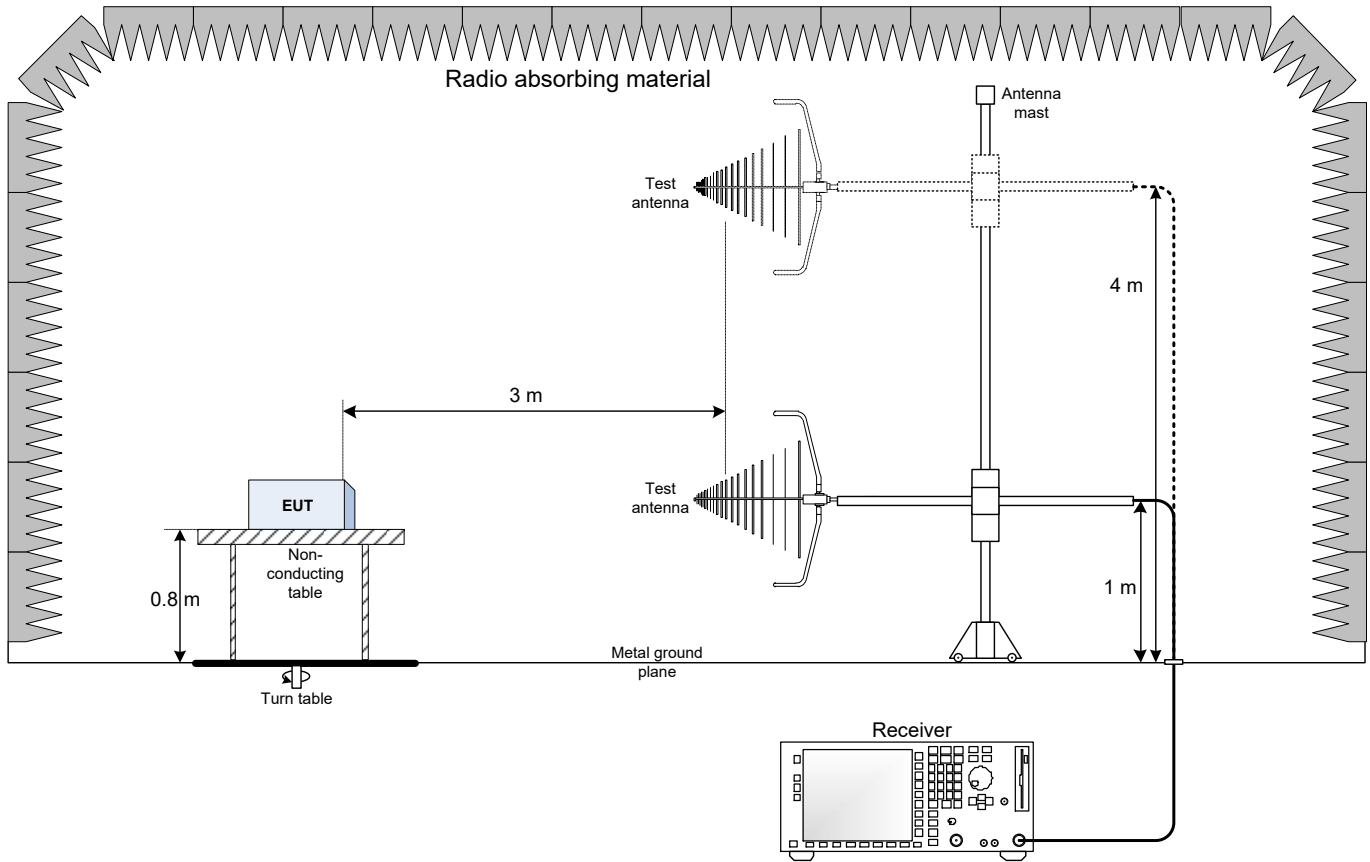 Radio absorbing material
Antenna
mast
Test
antenna
4 m
3 m
Test
antenna
EUT
Non-
conducting
table
0.8 m
1 m
Metal ground
plane
Turn table
Receiver